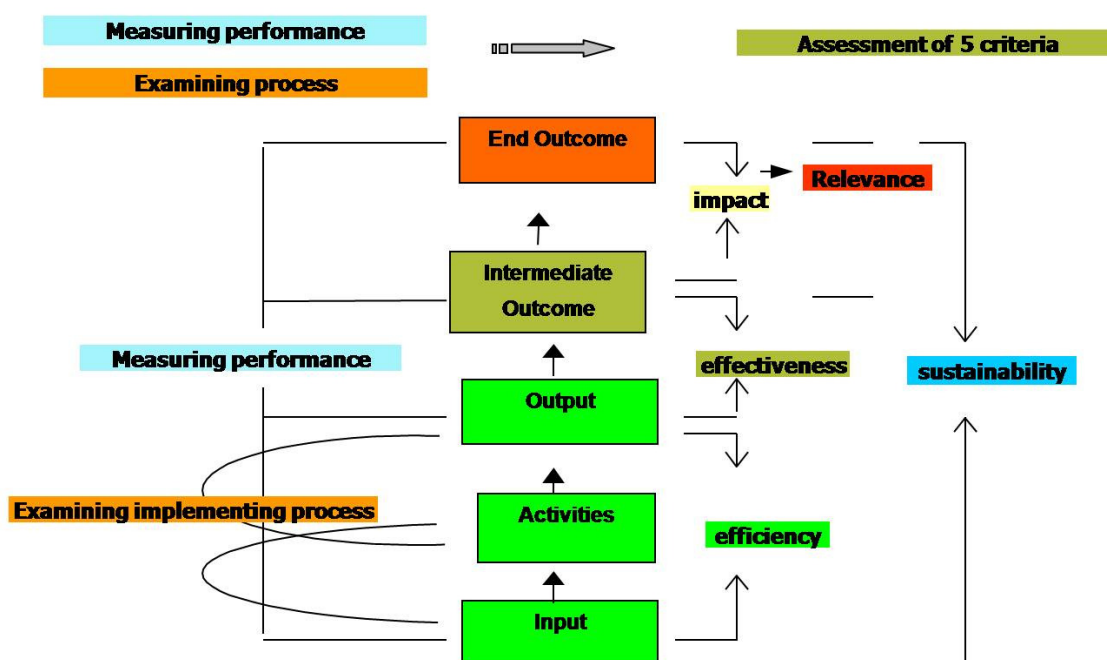 Measuring performance
Assessment of 5 criteria
Examining process
End Outcome
Relevance
impact
Intermediate
Outcome
Measuring performance
effectiveness
sustainability
Output
Examining implementing process
Activities
efficiency
Input